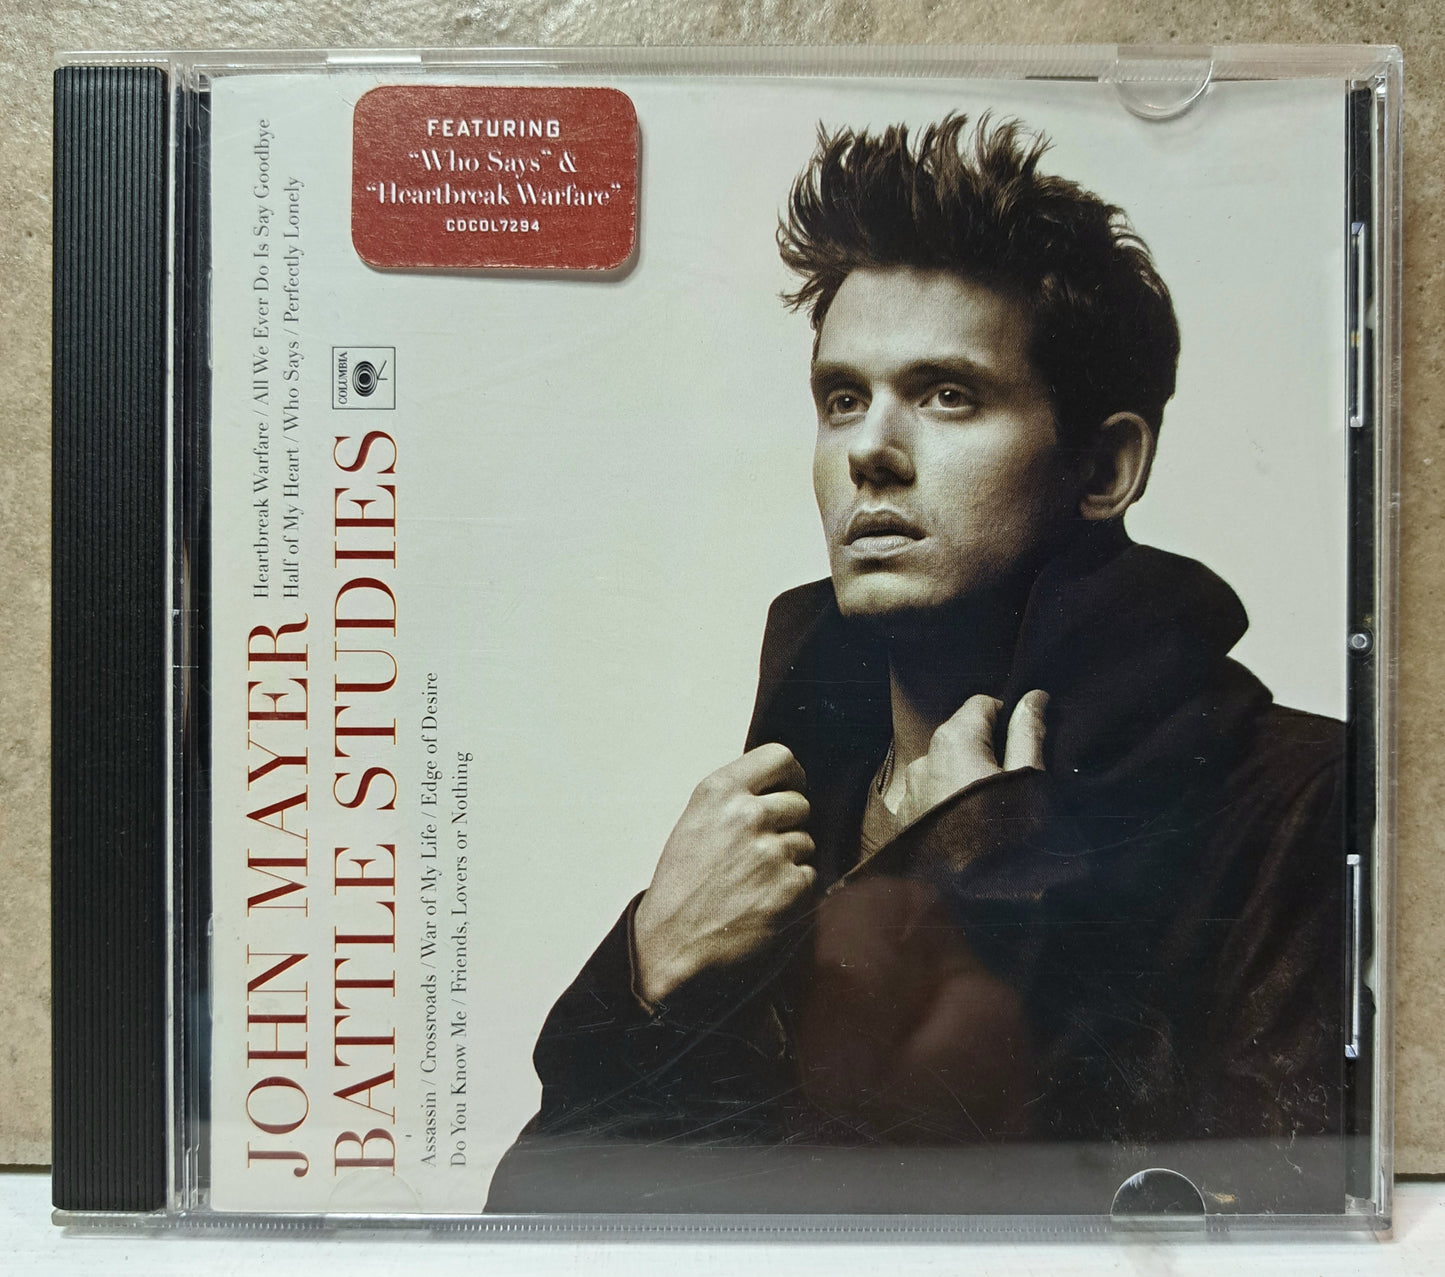 FEATURING
"Who Says" &
"Heartbreak Warfare"
CDCOL7294
Heartbreak Warfare / All We Ever Do Is Say Goodbye
Half of My Heart / Who Says / Perfectly Lonely
COLUMBIA
JOHN MAYER
BATTLE STUDIES
Assassin / Crossroads / War of My Life / Edge of Desire
Do You Know Me / Friends, Lovers or Nothing